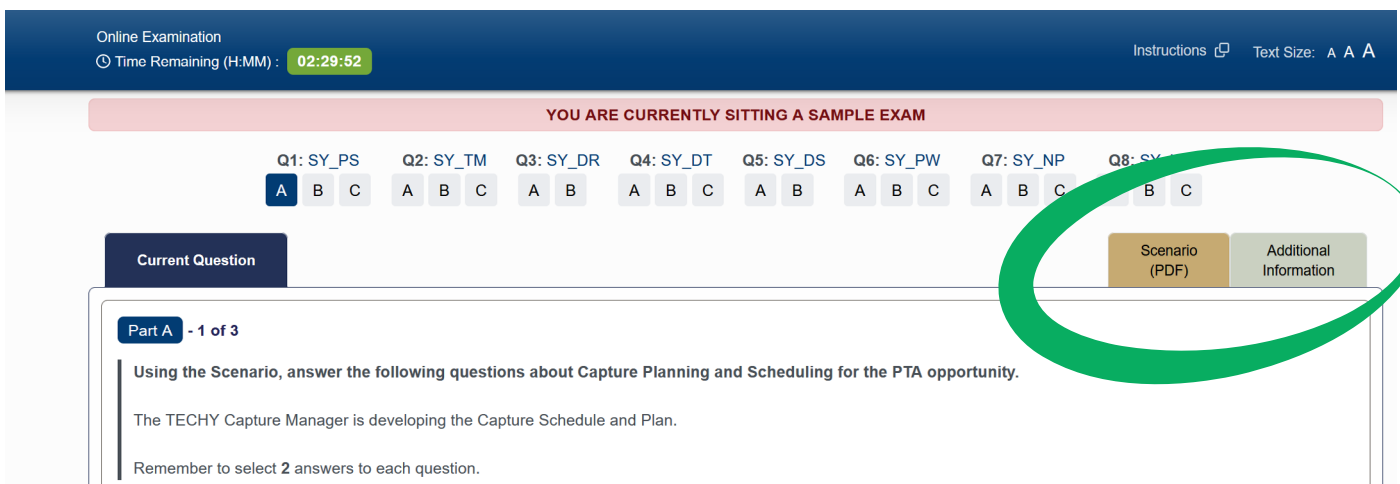 Online Examination
Time Remaining (H:MM) : 02:29:52
Instructions
Text Size: A A A
YOU ARE CURRENTLY SITTING A SAMPLE EXAM
Q1: SY_PS Q2: SY_TM Q3: SY_DR Q4: SY_DT Q5: SY_DS Q6: SY_PW Q7: SY_NP Q8:
A B C A B C A B A B C A B A B C A B C B C
Current Question
Scenario
(PDF)
Additional
Information
Part A - 1 of 3
Using the Scenario, answer the following questions about Capture Planning and Scheduling for the PTA opportunity.
The TECHY Capture Manager is developing the Capture Schedule and Plan.
Remember to select 2 answers to each question.